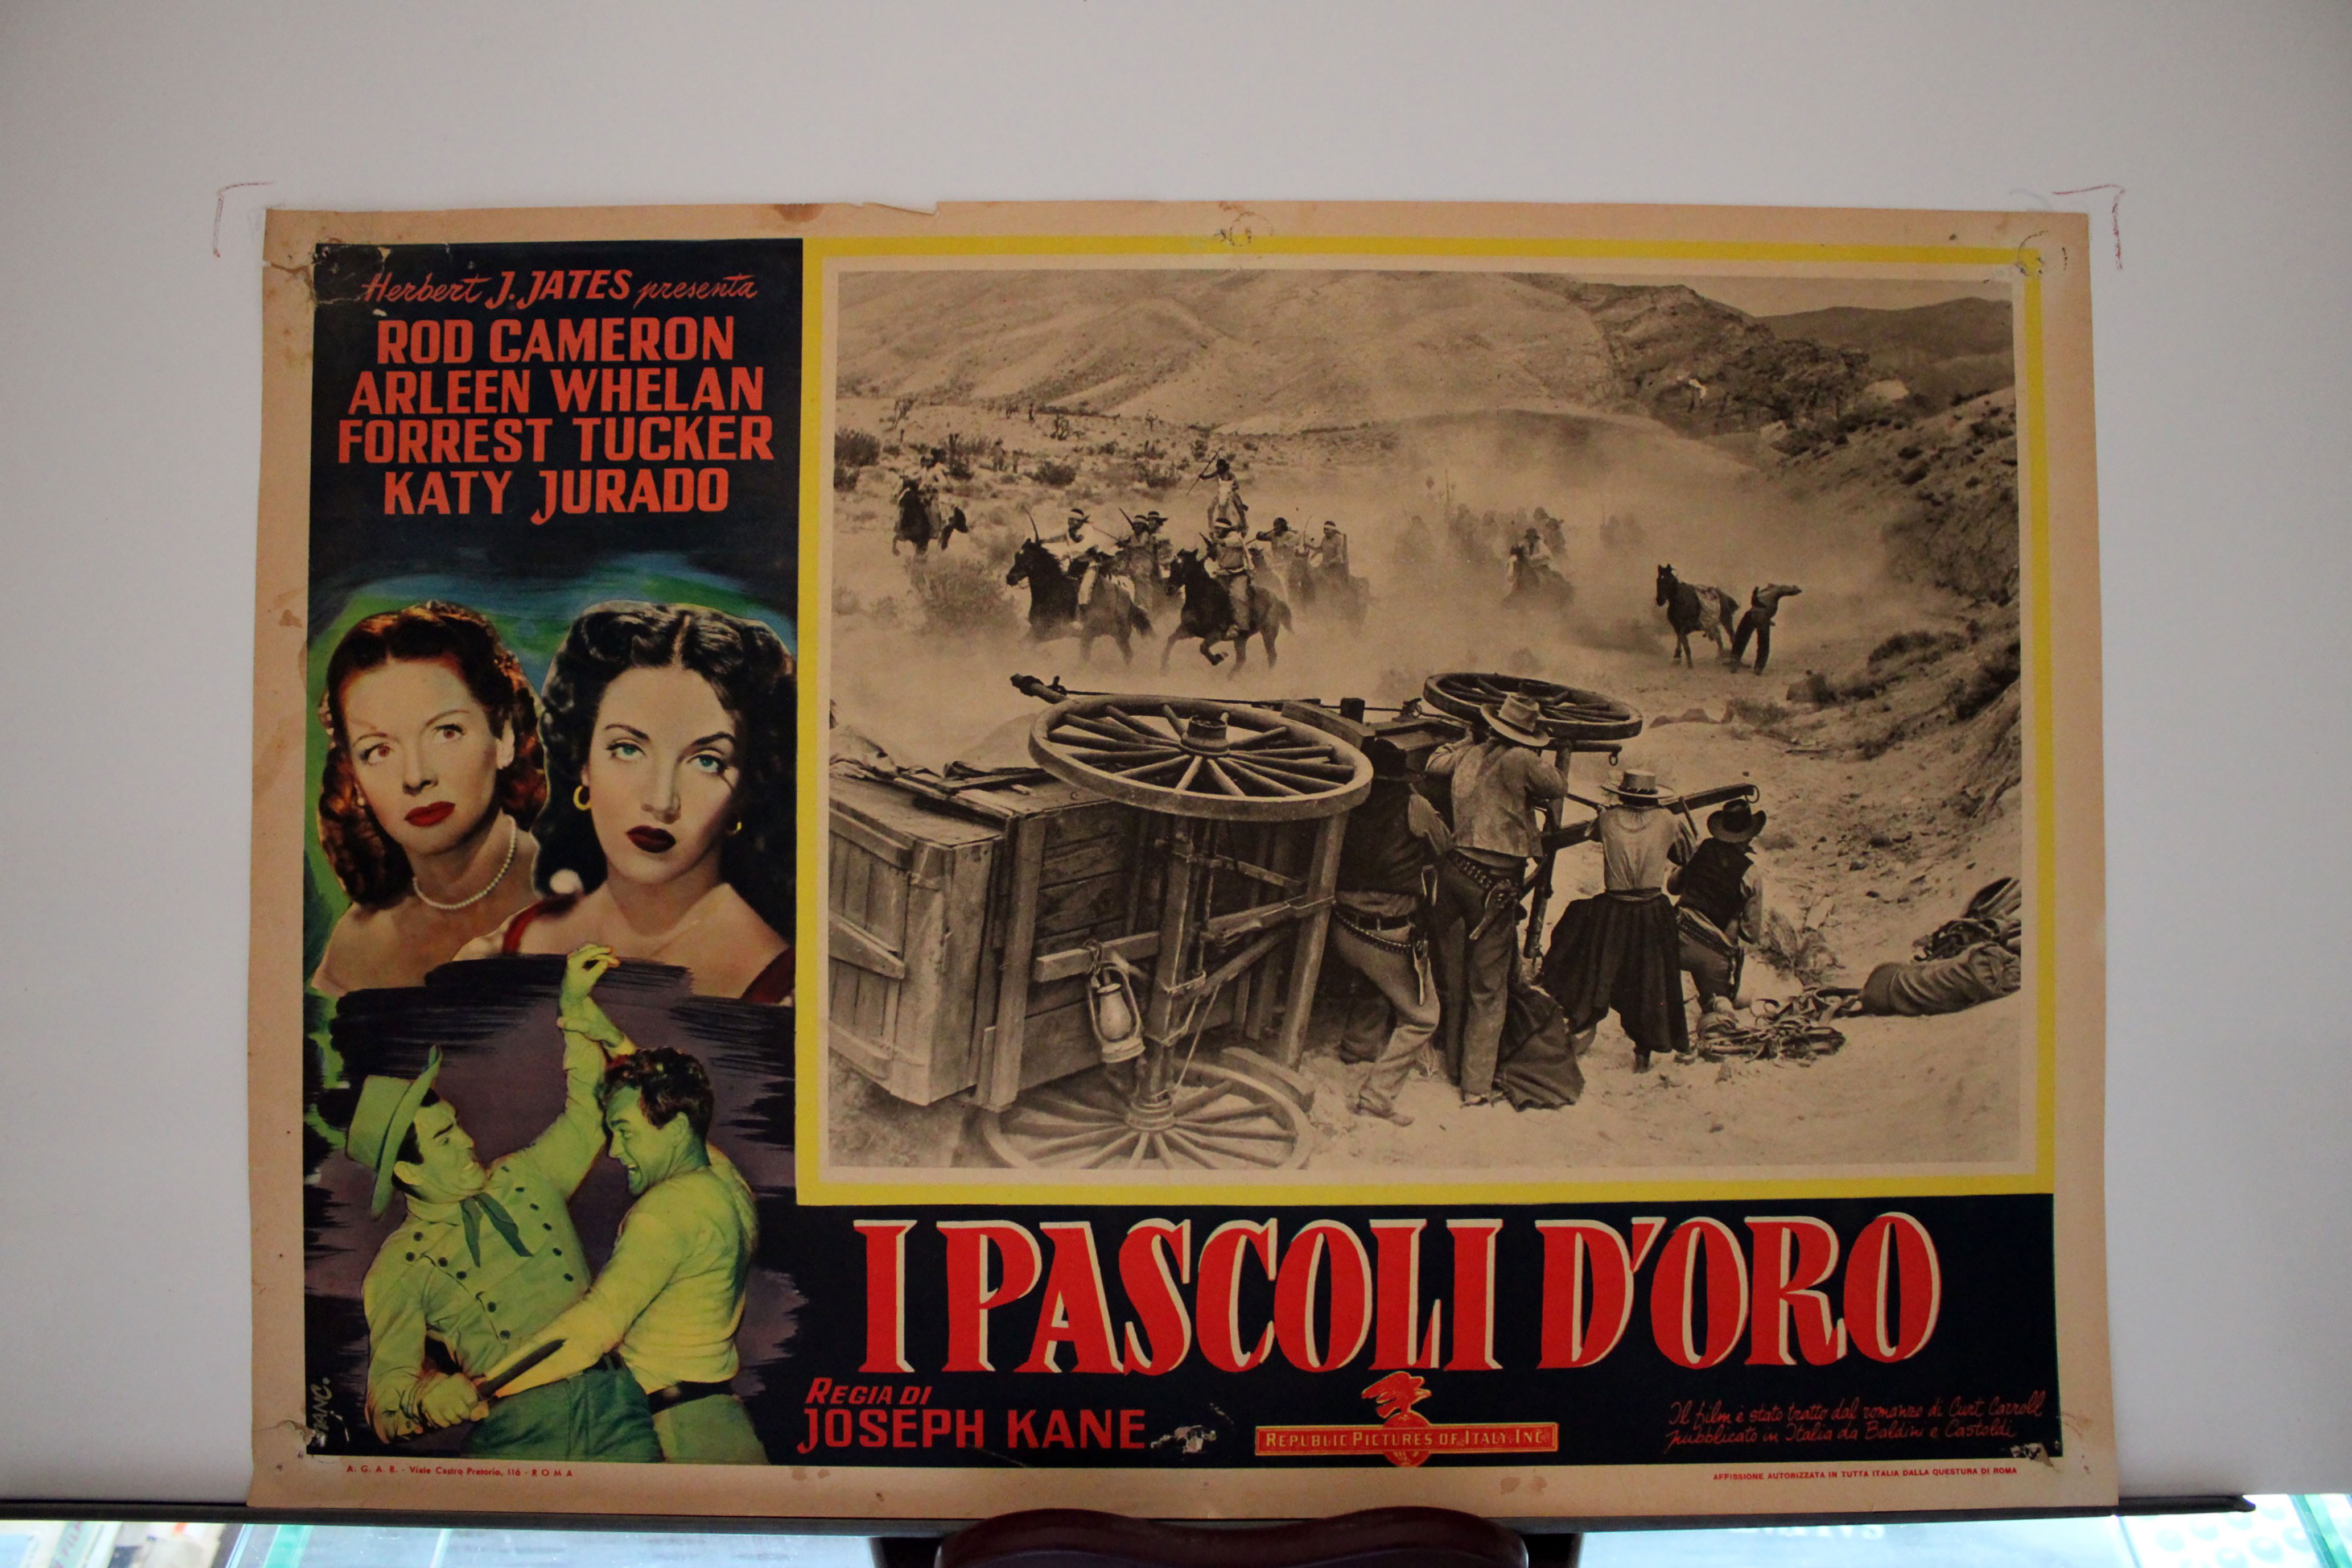 Herbert J. JATES presenta
ROD CAMERON
ARLEEN WHELAN
FORREST TUCKER
KATY JURADO
I PASCOLI D'ORO
REGIA DI
JOSEPH KANE
REPUBLIC PICTURES OF ITALY, INC
Il film è stato tratto dal romanzo di Curt Carroll
pubblicato in Italia da Baldini e Castoldi
A. G. A. R. - Viale Castro Pretorio, 116 - ROMA
AFFISSIONE AUTORIZZATA IN TUTTA ITALIA DALLA QUESTURA DI ROMA